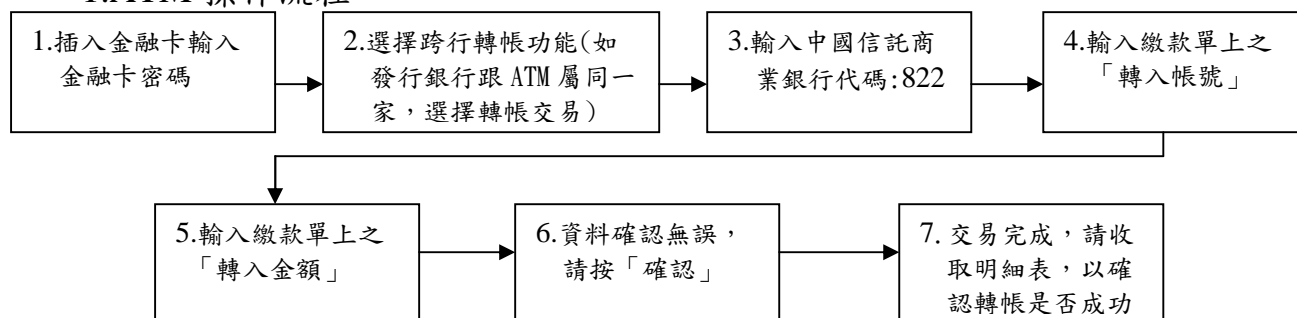 1.ATM 操作流程
1.插入金融卡輸入
金融卡密碼
2.選擇跨行轉帳功能(如
發行銀行跟 ATM 屬同一
家，選擇轉帳交易)
3.輸入中國信託商
業銀行代碼:822
4.輸入繳款單上之
「轉入帳號」
5.輸入繳款單上之
「轉入金額」
6.資料確認無誤，
請按「確認」
7. 交易完成，請收
取明細表，以確
認轉帳是否成功